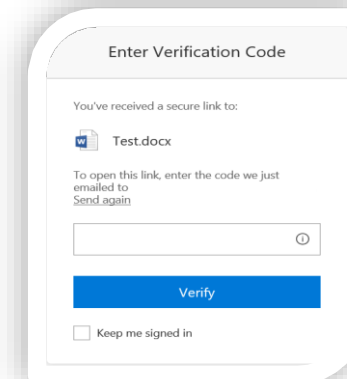 Enter Verification Code
You've received a secure link to:
Test.docx
To open this link, enter the code we just
emailed to
Send again
Verify
Keep me signed in